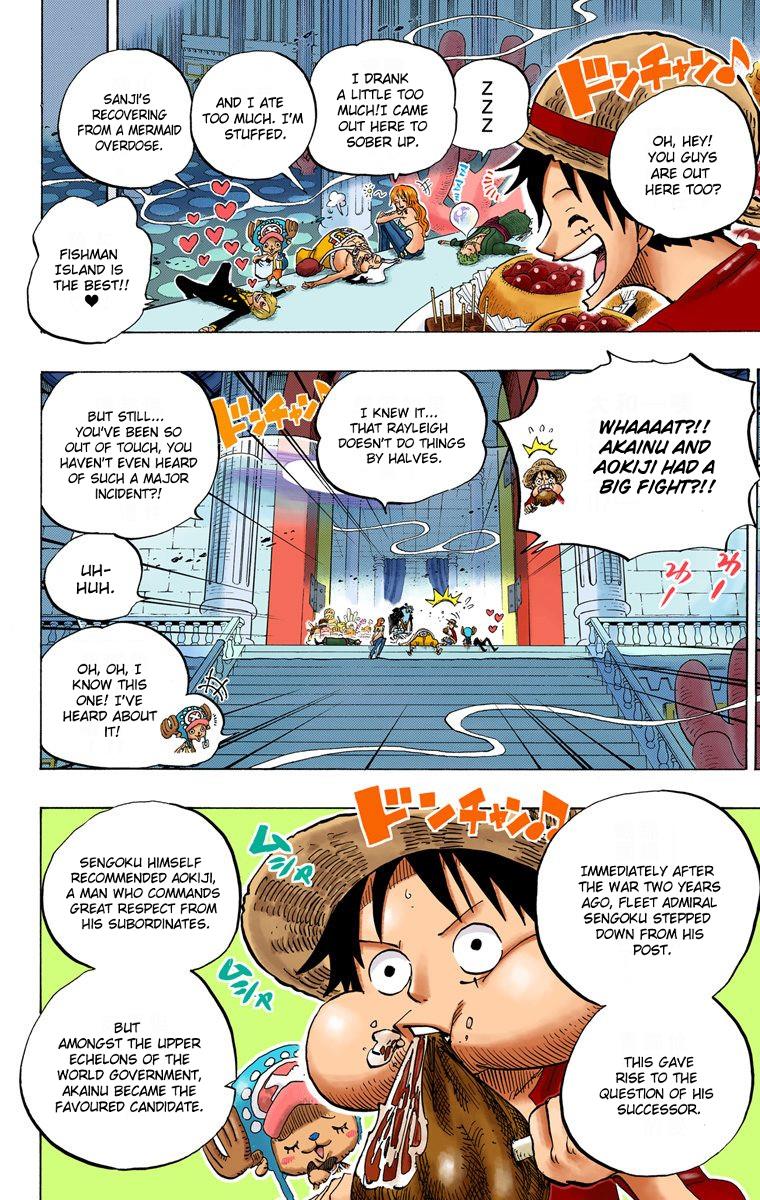 ドンチャン♪
OH, HEY!
YOU GUYS
ARE OUT
HERE TOO?
Z
Z
Z
I DRANK
A LITTLE TOO
MUCH!I CAME
OUT HERE TO
SOBER UP.
AND I ATE
TOO MUCH. I'M
STUFFED.
SANJI'S
RECOVERING
FROM A MERMAID
OVERDOSE.
FISHMAN
ISLAND IS
THE BEST!!
♥
WHAAAAT?!!
AKAINU AND
AOKIJI HAD A
BIG FIGHT?!!
I KNEW IT...
THAT RAYLEIGH
DOESN'T DO THINGS
BY HALVES.
ドンチャン♪
BUT STILL...
YOU'VE BEEN SO
OUT OF TOUCH, YOU
HAVEN'T EVEN HEARD
OF SUCH A MAJOR
INCIDENT?!
UH-
HUH.
OH, OH, I
KNOW THIS
ONE! I'VE
HEARD ABOUT
IT!
ドンチャン♪
IMMEDIATELY AFTER
THE WAR TWO YEARS
AGO, FLEET ADMIRAL
SENGOKU STEPPED
DOWN FROM HIS
POST.
THIS GAVE
RISE TO THE
QUESTION OF HIS
SUCCESSOR.
ムシャ
SENGOKU HIMSELF
RECOMMENDED AOKIJI,
A MAN WHO COMMANDS
GREAT RESPECT FROM
HIS SUBORDINATES.
ムシャ
BUT
AMONGST THE UPPER
ECHELONS OF THE
WORLD GOVERNMENT,
AKAINU BECAME THE
FAVOURED CANDIDATE.